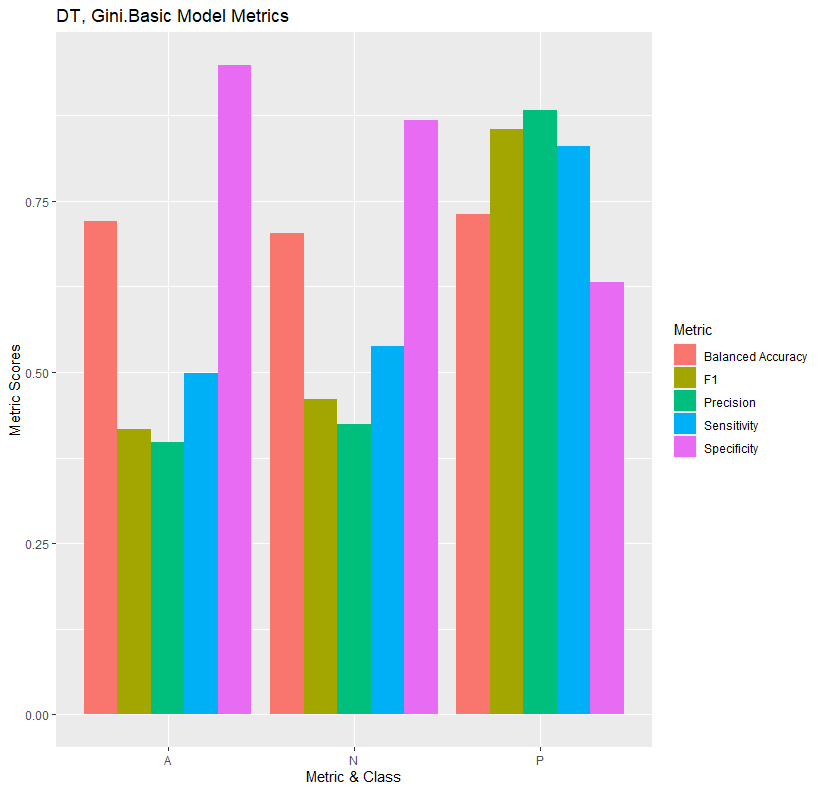 DT, Gini.Basic Model Metrics
Metric Scores
0.75
0.50
0.25
0.00
A N P
Metric & Class
Metric
Balanced Accuracy
F1
Precision
Sensitivity
Specificity